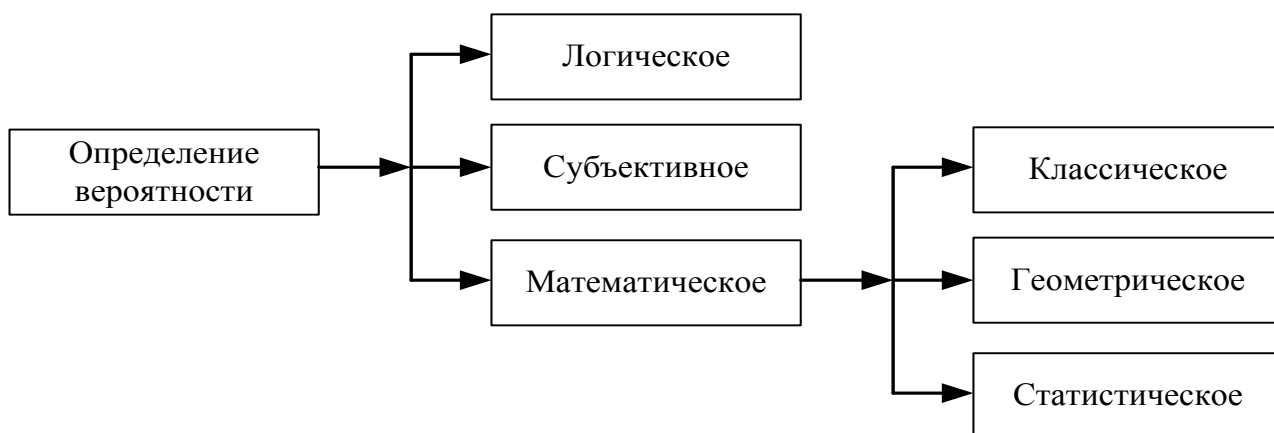 Определение
вероятности
Логическое
Субъективное
Математическое
Классическое
Геометрическое
Статистическое